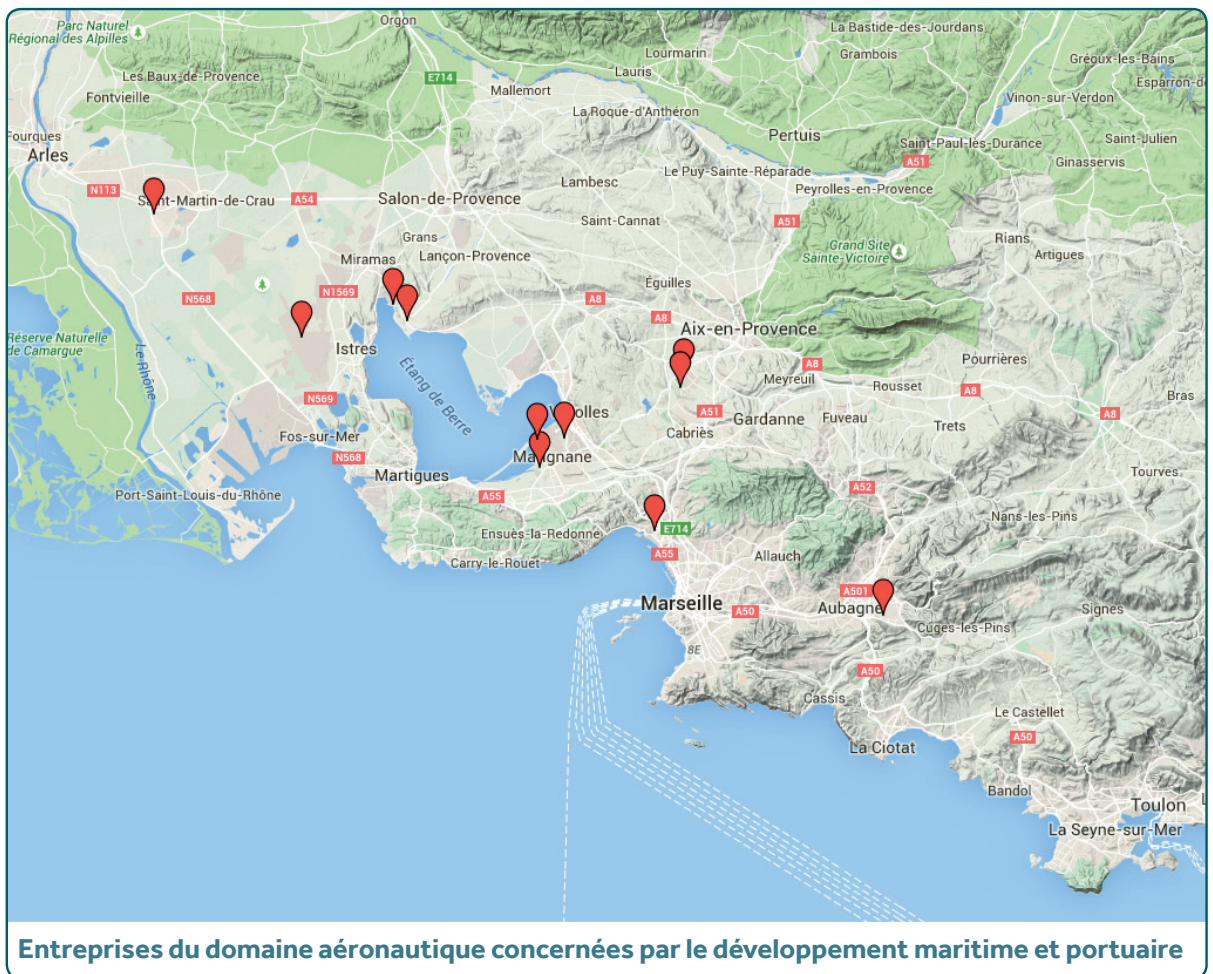 Parc Naturel
Régional des Alpilles
Orgon
La Bastide-des-Jourdans
Lourmarin
Grambois
Gréoux-les-Bains
Les Baux-de-Provence
E714
Lauris
Esparron-de
Fontvieille
Mallemort
Vinon-sur-Verdon
La Roque-d'Anthéron
Fourques
Pertuis
Saint-Paul-lès-Durance
Saint-Julien
Arles
A51
Ginasservis
Le Puy-Sainte-Réparade
N113
Lambesc
Peyrolles-en-Provence
Saint-Martin-de-Crau
A54
Salon-de-Provence
Saint-Cannat
A51
Grans
Rians
Grand Site
Sainte-Victoire
Artigues
Miramas
Lançon-Provence
Éguilles
N568
N1569
A8
A8
Aix-en-Provence
Réserve Naturelle
de Camargue
Istres
Le Rhône
Étang de Berre
Pourrières
A8
Meyreuil
Rousset
A8
Bras
N569
Vitrolles
A51
Gardanne
Fuveau
A8
Fos-sur-Mer
Cabriès
Trets
N568
Marignane
Martigues
Tourves
Port-Saint-Louis-du-Rhône
A55
A52
Nans-les-Pins
Ensuès-la-Redonne
E714
Carry-le-Rouet
A55
Allauch
A501
Marseille
A50
Aubagne
Signes
Cuges-les-Pins
8E
A50
Cassis
Le Castellet
A50
La Ciotat
Bandol
Toulon
La Seyne-sur-Mer
Entreprises du domaine aéronautique concernées par le développement maritime et portuaire